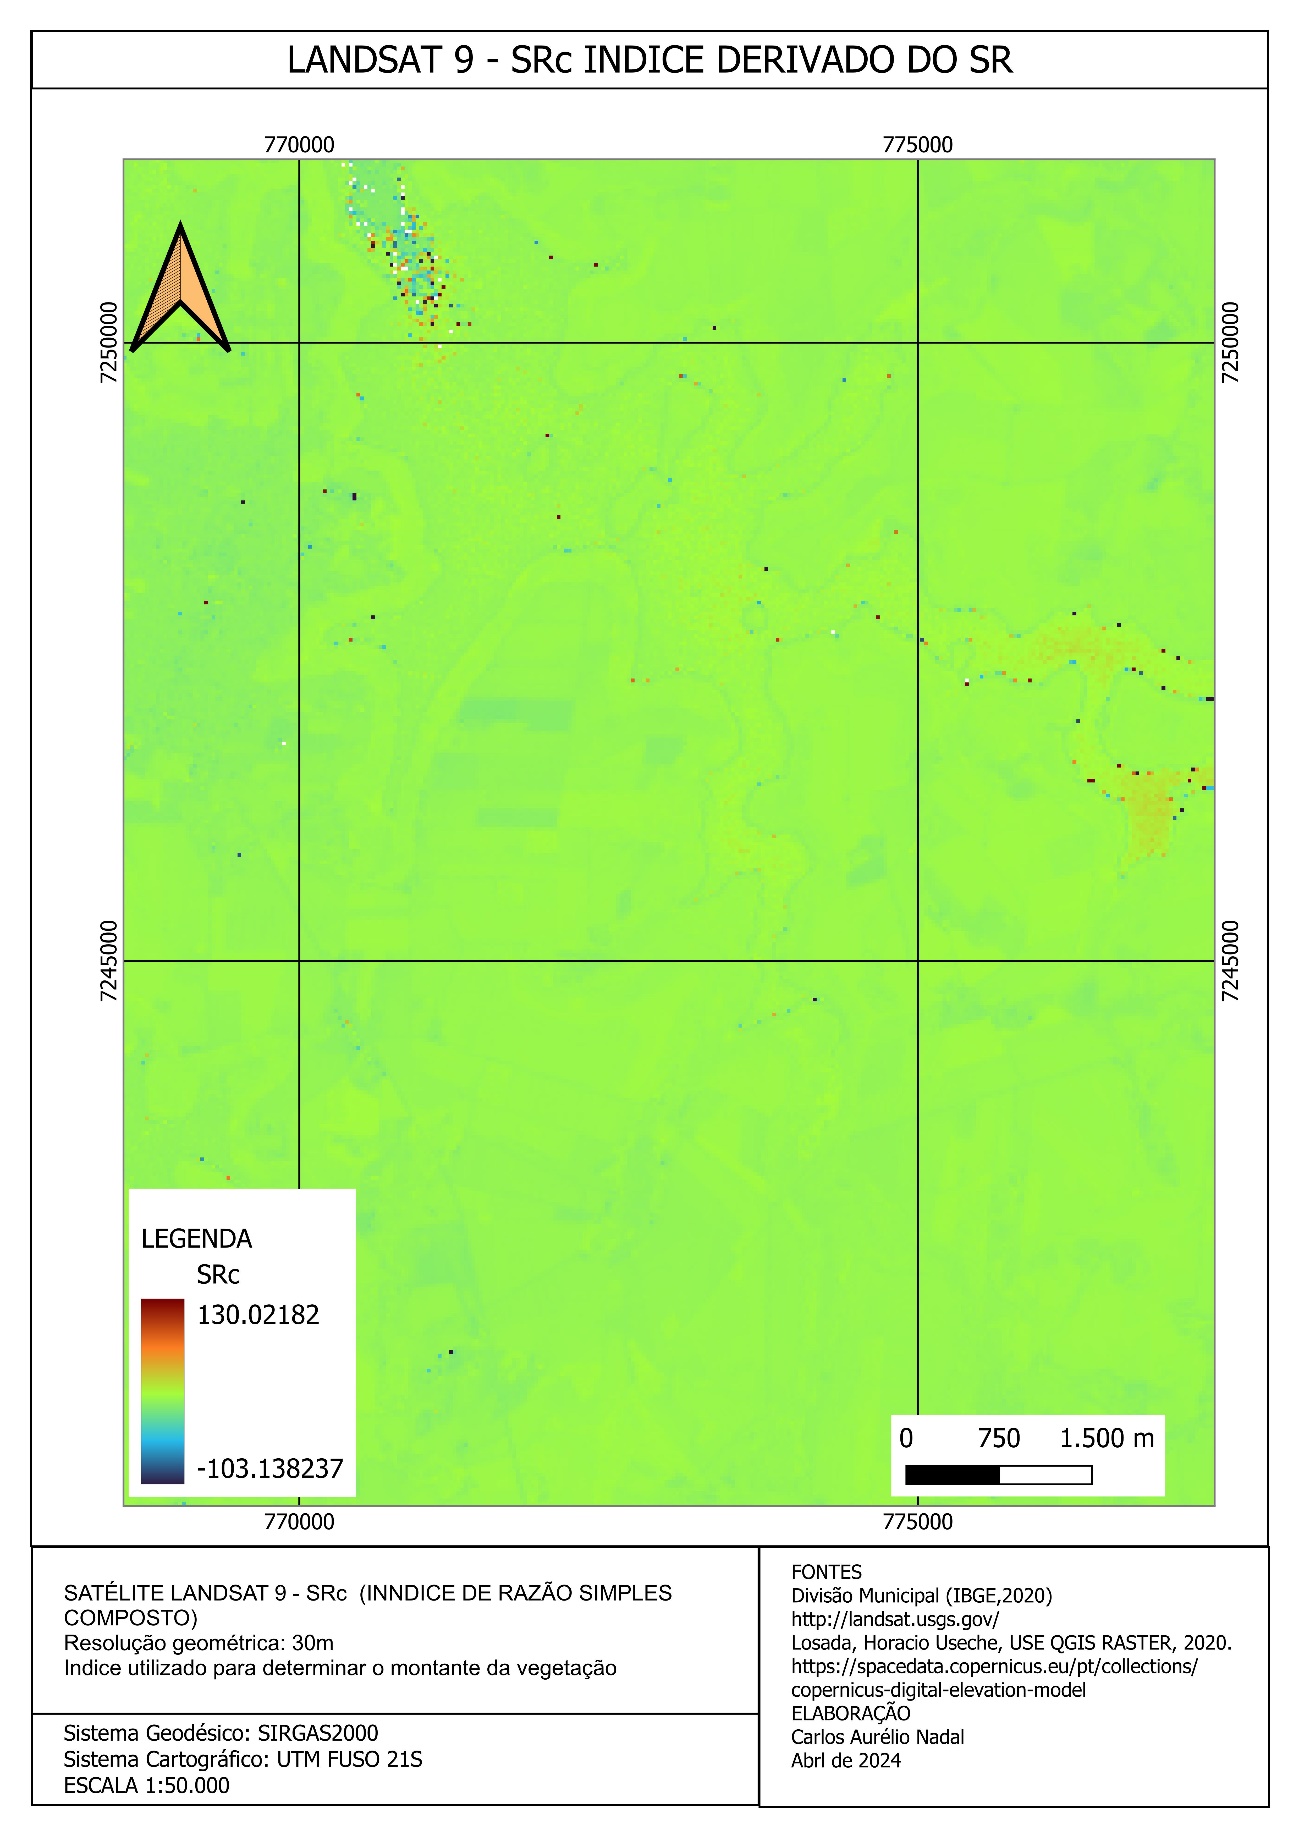 LANDSAT 9 - SRc INDICE DERIVADO DO SR
770000
775000
7250000
7250000
7245000
7245000
LEGENDA
SRc
130.02182
-103.138237
0 750 1.500 m
770000
775000
SATÉLITE LANDSAT 9 - SRc (INNDICE DE RAZÃO SIMPLES
COMPOSTO)
Resolução geométrica: 30m
Indice utilizado para determinar o montante da vegetação
Sistema Geodésico: SIRGAS2000
Sistema Cartográfico: UTM FUSO 21S
ESCALA 1:50.000
FONTES
Divisão Municipal (IBGE,2020)
http://landsat.usgs.gov/
Losada, Horacio Useche, USE QGIS RASTER, 2020.
https://spacedata.copernicus.eu/pt/collections/
copernicus-digital-elevation-model
ELABORAÇÃO
Carlos Aurélio Nadal
Abrl de 2024